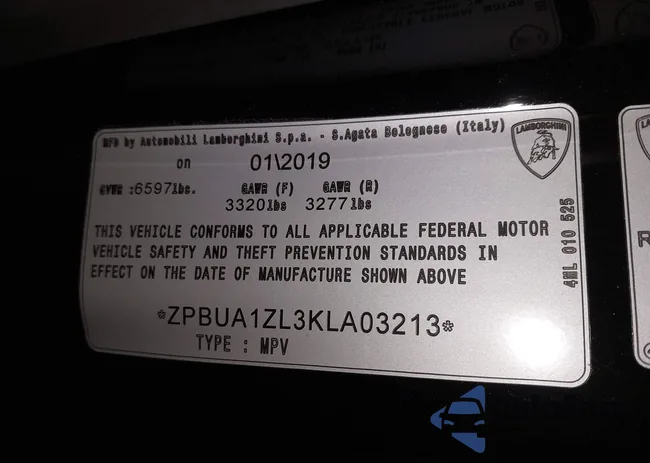 MFD by Automobili Lamborghini S.p.a. - S.Agata Bolognese (Italy)
on 01\2019
GVWR :6597lbs. GAWR (F) GAWR (R)
3320lbs 3277lbs
THIS VEHICLE CONFORMS TO ALL APPLICABLE FEDERAL MOTOR
VEHICLE SAFETY AND THEFT PREVENTION STANDARDS IN
EFFECT ON THE DATE OF MANUFACTURE SHOWN ABOVE
*ZPBUA1ZL3KLA03213*
TYPE : MPV
LAMBORGHINI
4ML 010 525
R